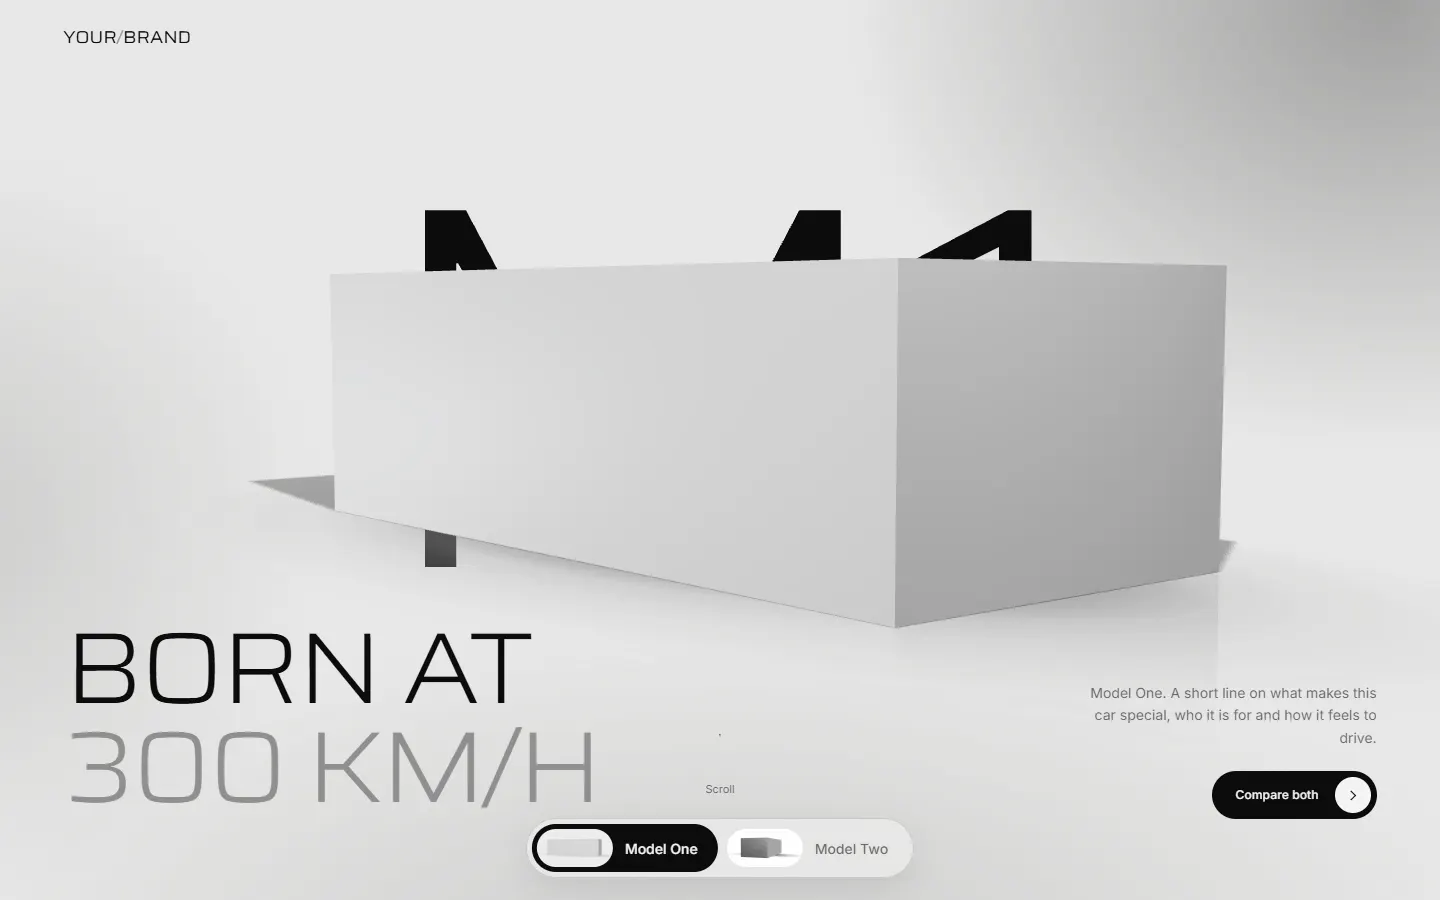 YOUR/BRAND
BORN AT
300 KM/H
Scroll
Model One. A short line on what makes this
car special, who it is for and how it feels to
drive.
Compare both
Model One
Model Two